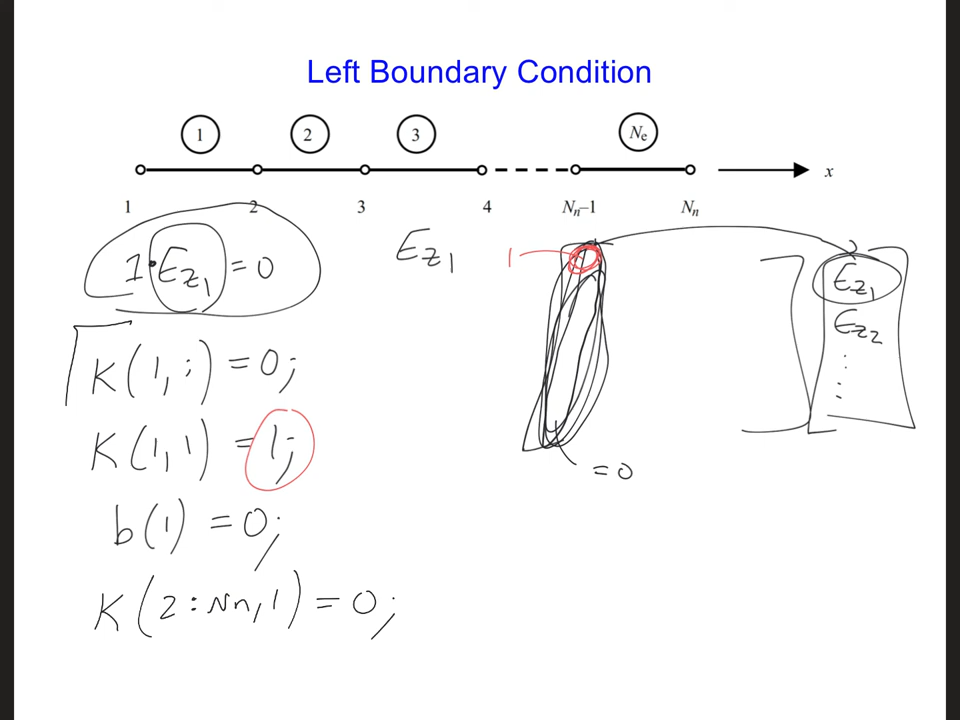 Left Boundary Condition
1 2 3 Ne
x
1 2 3 4 Nn–1 Nn
1·Ez1 = 0
Ez1
1
Ez1
Ez2
K(1,:) = 0;
K(1,1) = 1;
= 0
b(1) = 0;
K(2:Nn,1) = 0;